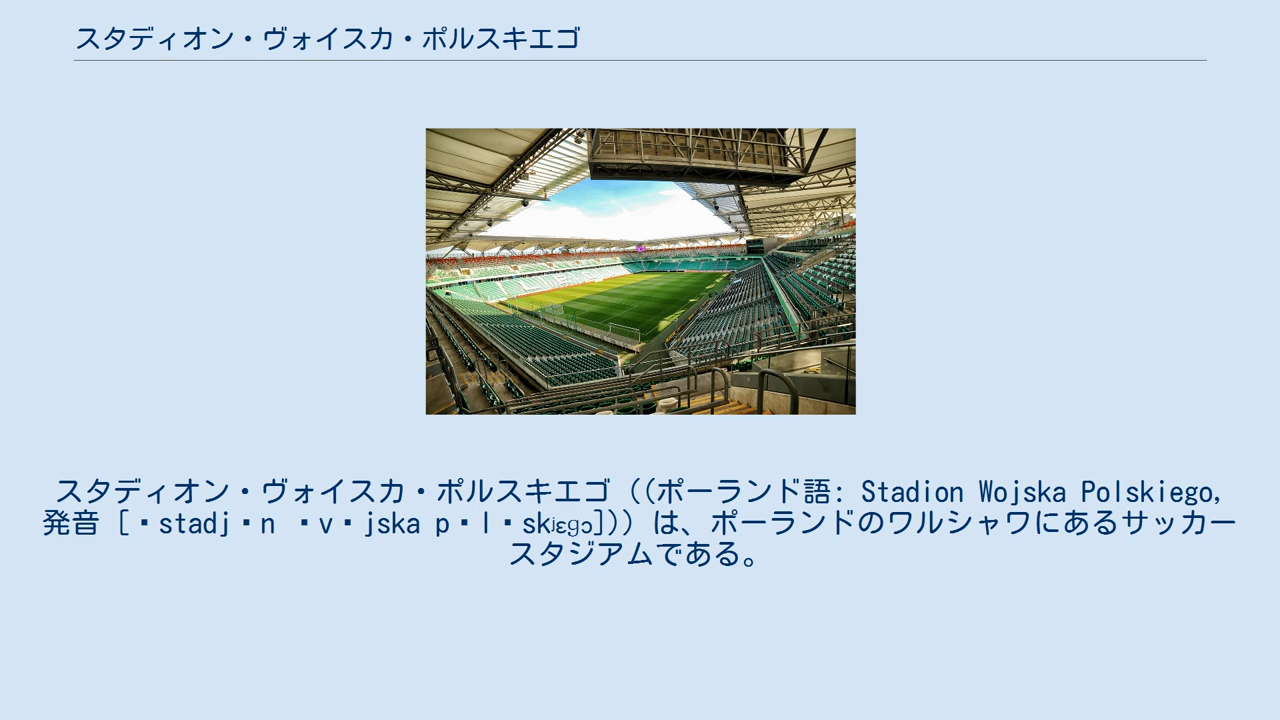 スタディオン・ヴォイスカ・ポルスキエゴ
スタディオン・ヴォイスカ・ポルスキエゴ ((ポーランド語: Stadion Wojska Polskiego,
発音 [▪stadj▪n ▪v▪jska p▪l▪skjɛɡɔ])) は、ポーランドのワルシャワにあるサッカー
スタジアムである。